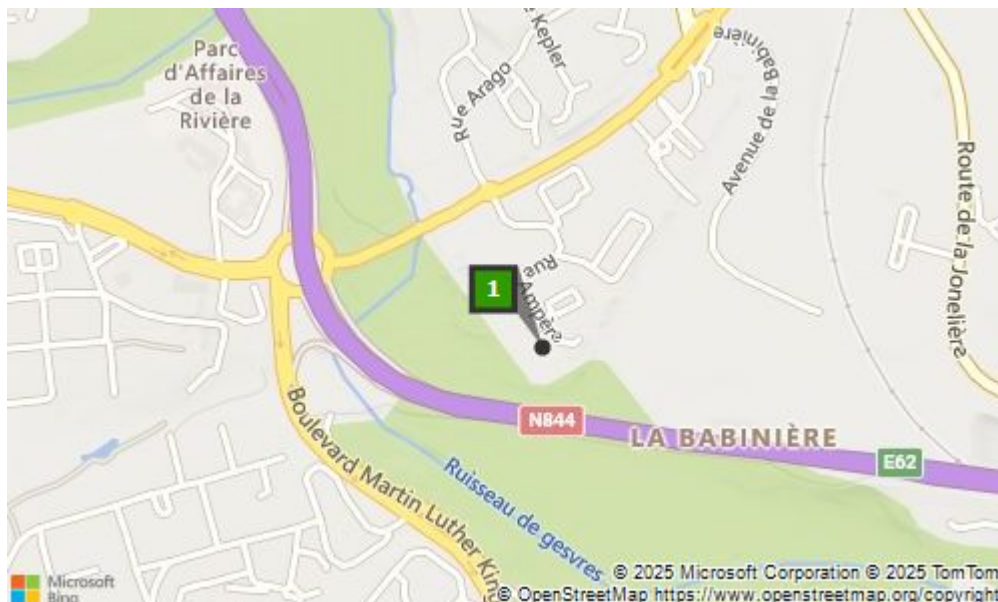 Parc
d'Affaires
de la
Rivière
Kepler
Rue Arago
Avenue de la Babinière
Route de la Jonelière
1
Rue Ampère
N844
LA BABINIÈRE
E62
Boulevard Martin Luther King
Ruisseau de gesvres
Microsoft
Bing
© 2025 Microsoft Corporation © 2025 TomTom
© OpenStreetMap https://www.openstreetmap.org/copyright